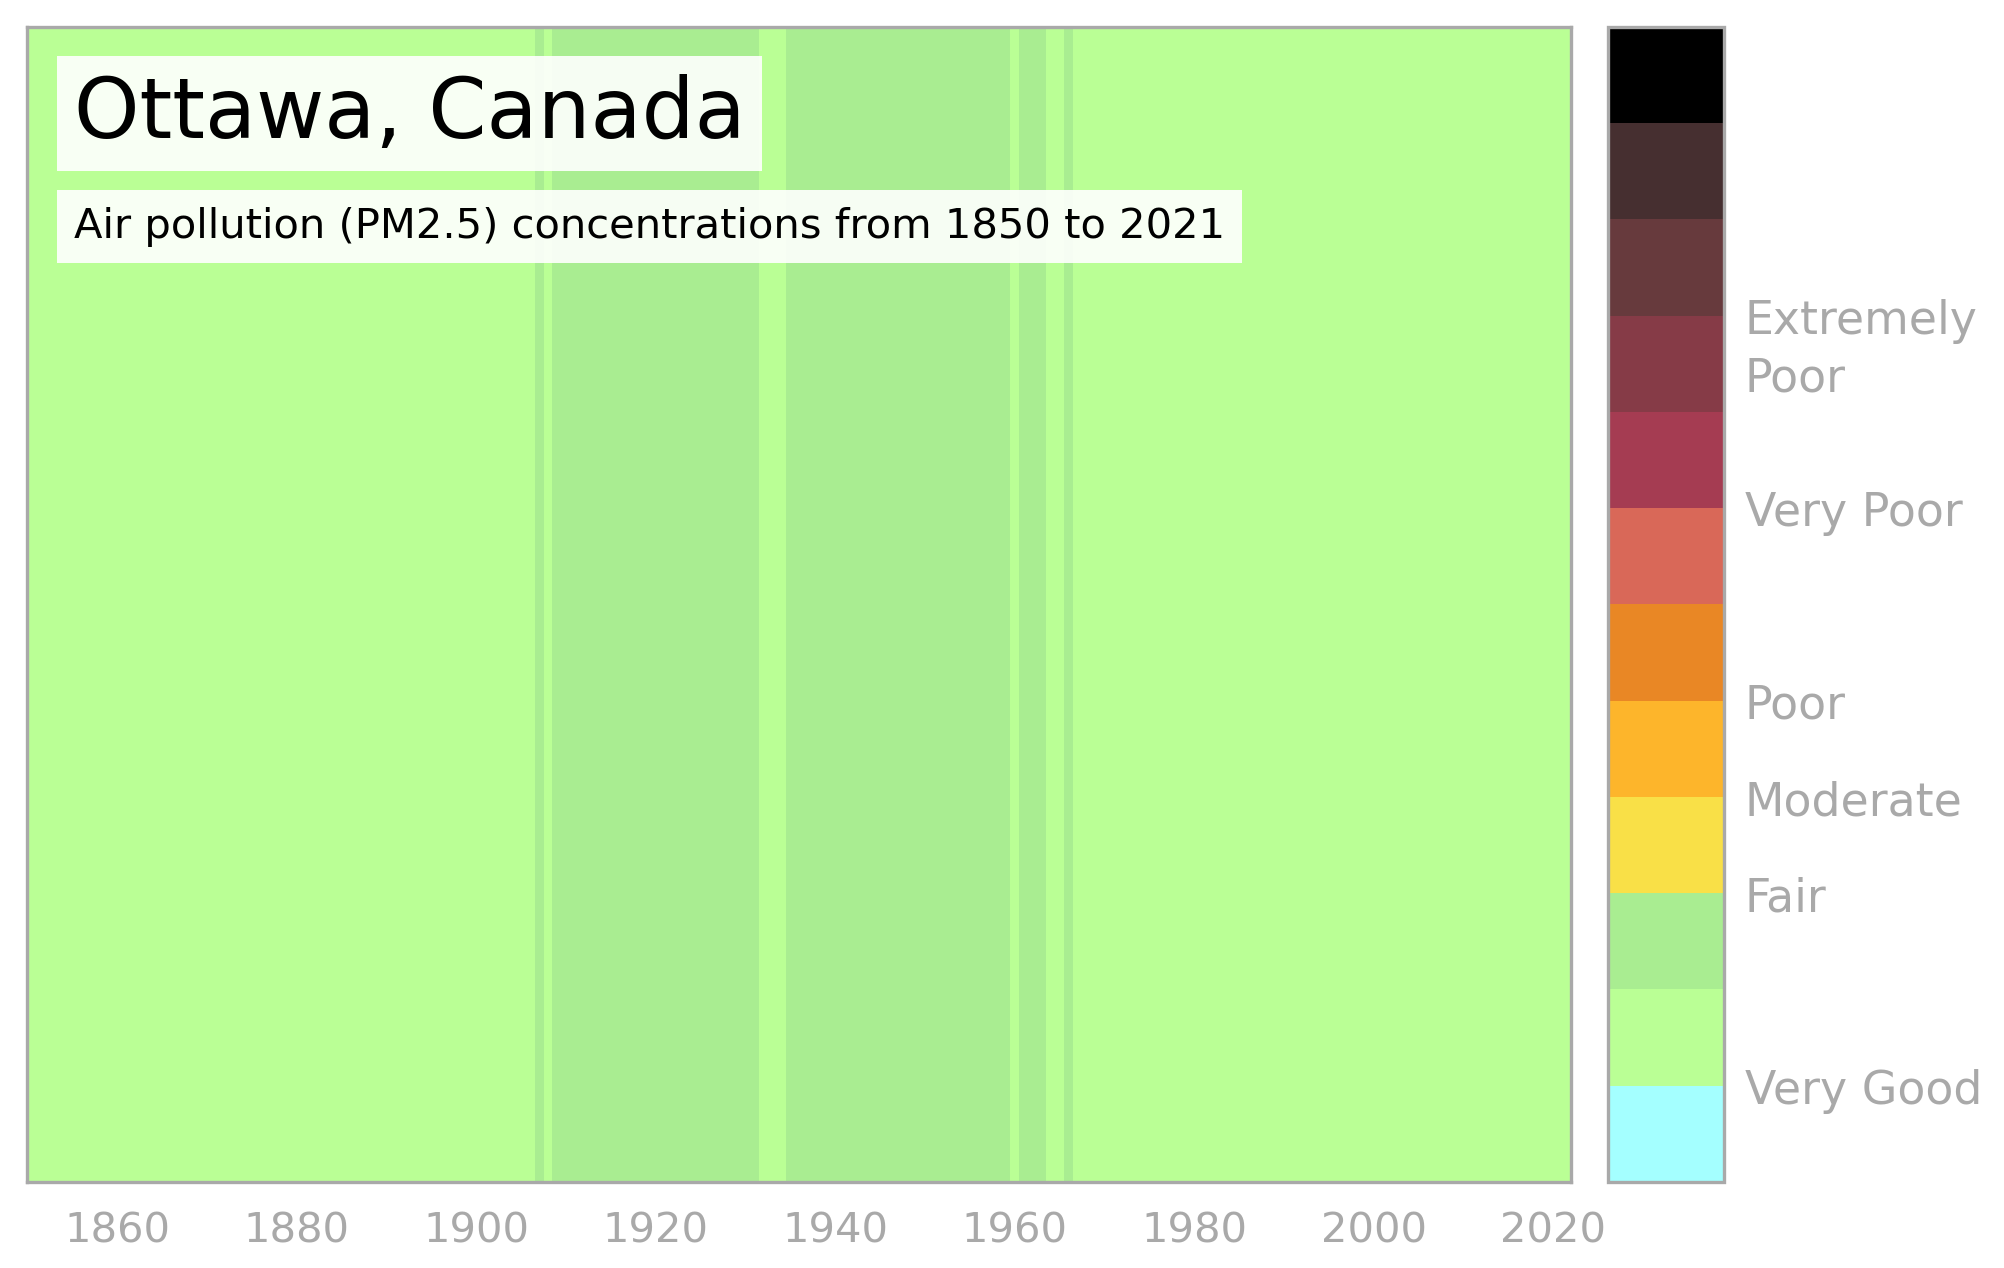 Ottawa, Canada
Air pollution (PM2.5) concentrations from 1850 to 2021
Extremely
Poor
Very Poor
Poor
Moderate
Fair
Very Good
1860 1880 1900 1920 1940 1960 1980 2000 2020